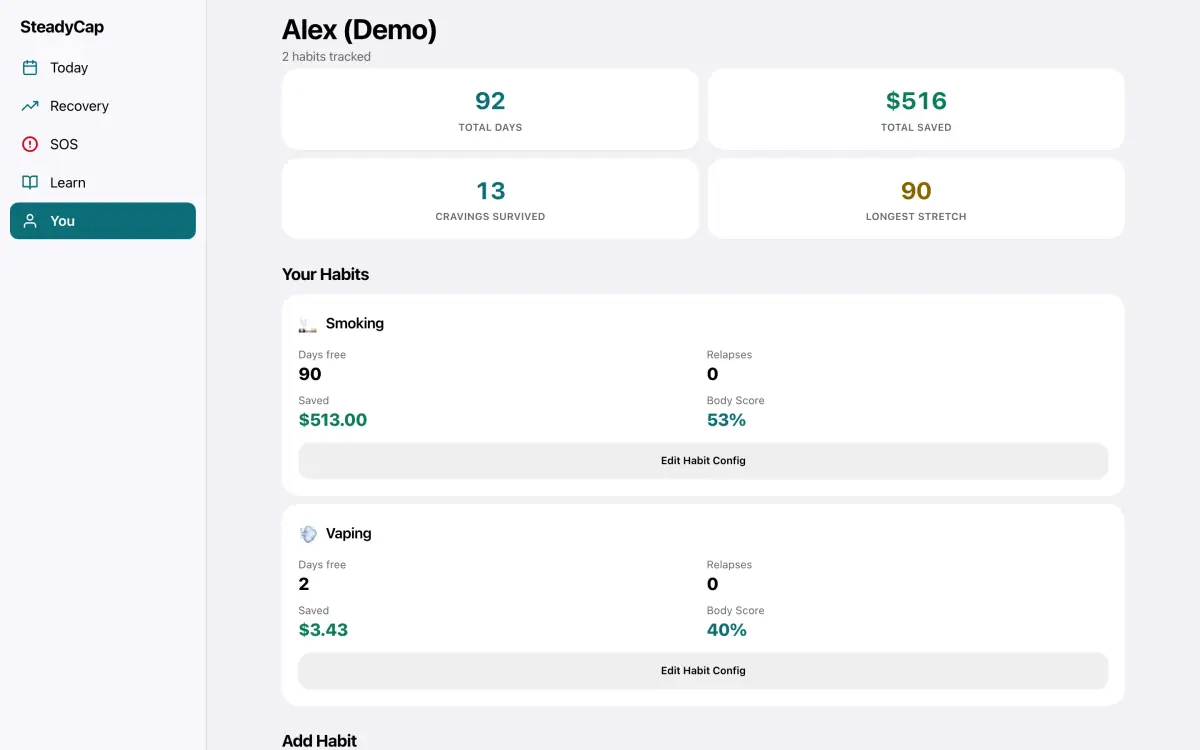 SteadyCap
Today
Recovery
SOS
Learn
You
Alex (Demo)
2 habits tracked
92
TOTAL DAYS
$516
TOTAL SAVED
13
CRAVINGS SURVIVED
90
LONGEST STRETCH
Your Habits
Smoking
Days free
90
Relapses
0
Saved
$513.00
Body Score
53%
Edit Habit Config
Vaping
Days free
2
Relapses
0
Saved
$3.43
Body Score
40%
Edit Habit Config
Add Habit